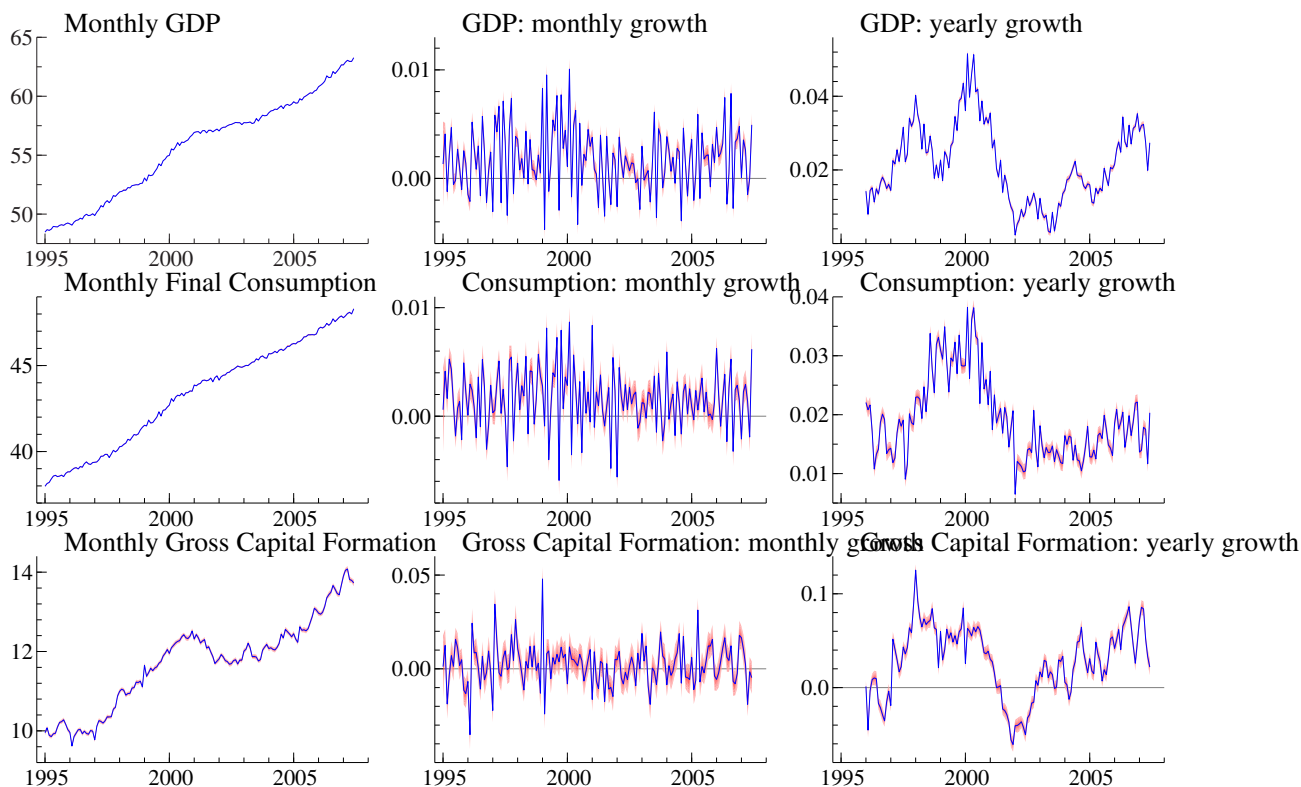 Monthly GDP
GDP: monthly growth
GDP: yearly growth
65
60
55
50
1995 2000 2005
0.01
0.00
1995 2000 2005
0.04
0.02
1995 2000 2005
Monthly Final Consumption
Consumption: monthly growth
Consumption: yearly growth
45
40
1995 2000 2005
0.01
0.00
1995 2000 2005
0.04
0.03
0.02
0.01
1995 2000 2005
Monthly Gross Capital Formation
Gross Capital Formation: monthly growth
Gross Capital Formation: yearly growth
14
12
10
1995 2000 2005
0.05
0.00
1995 2000 2005
0.1
0.0
1995 2000 2005